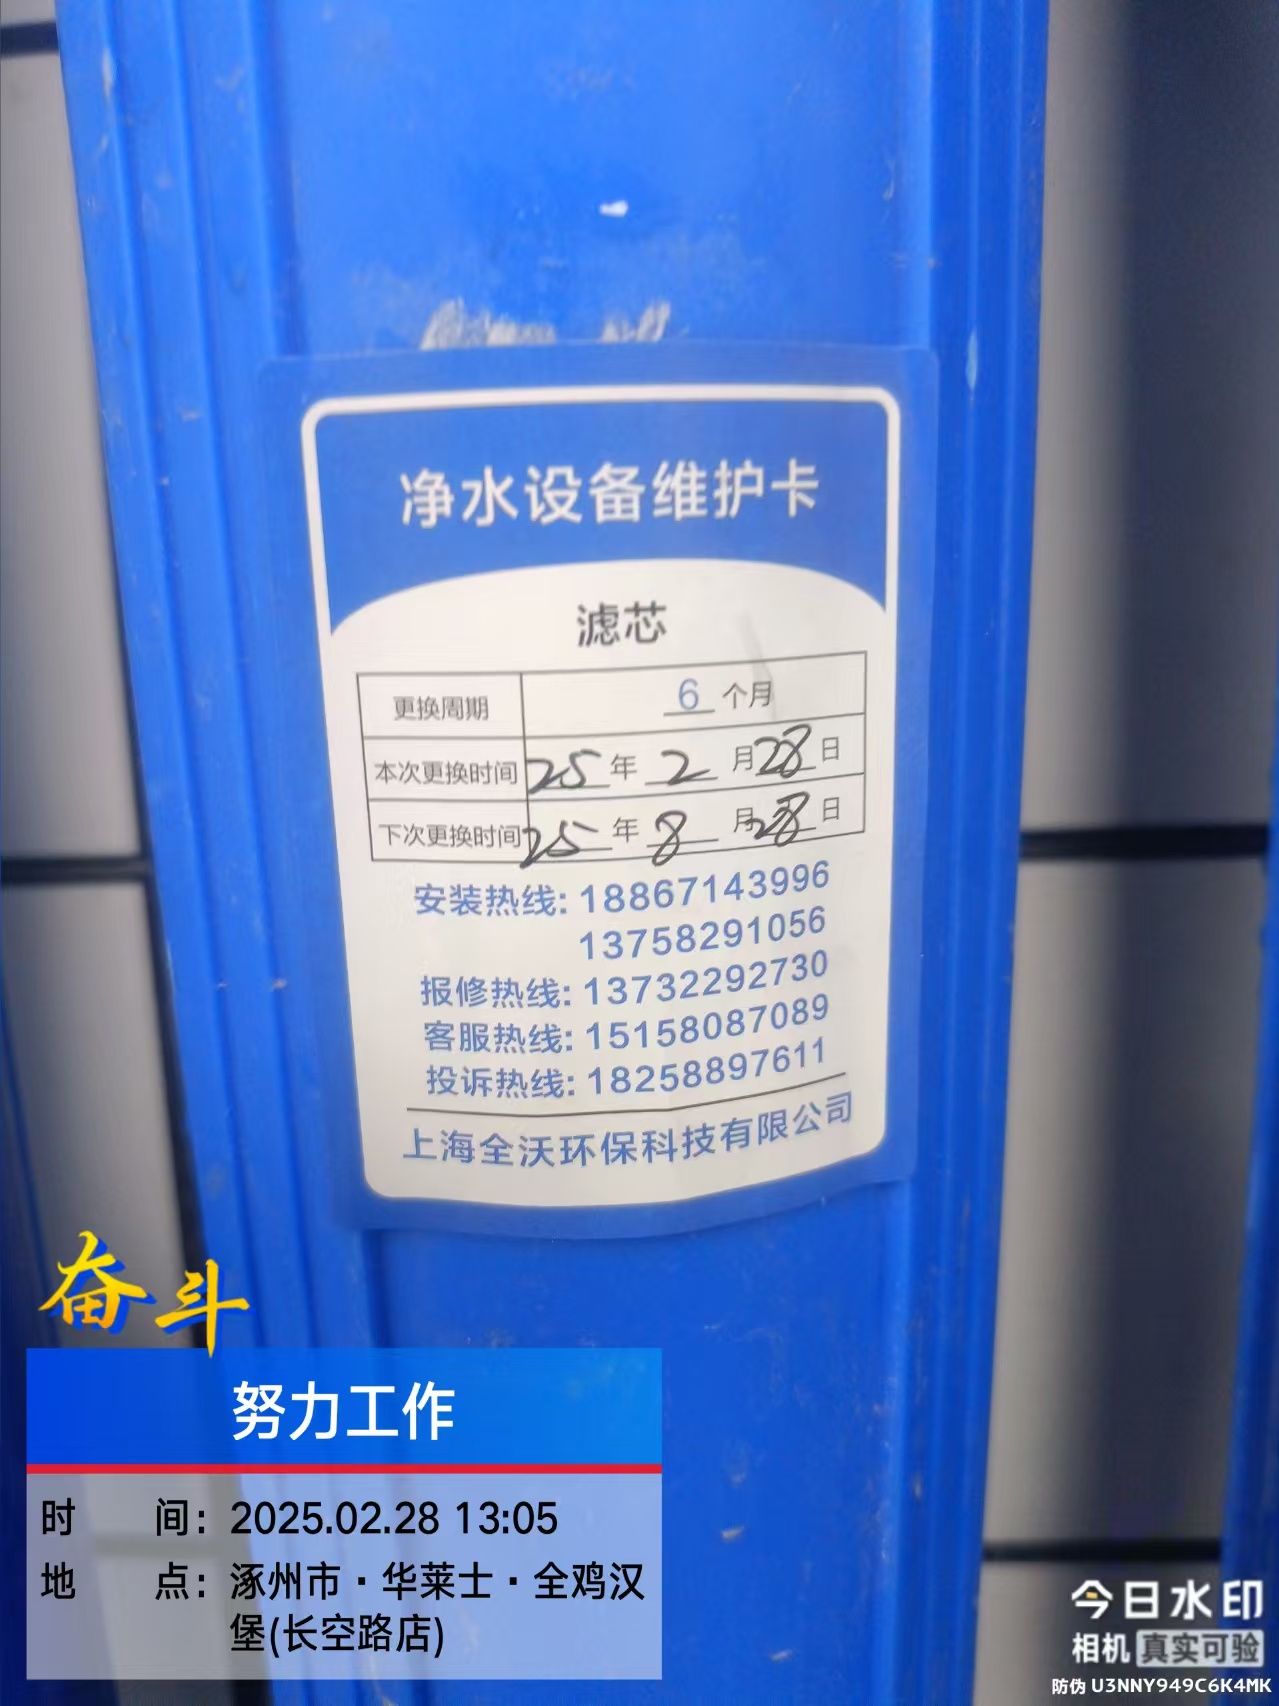 净水设备维护卡
滤芯
更换周期 6 个月
本次更换时间 25 年 2 月 28 日
下次更换时间 25 年 8 月 28 日
安装热线: 18867143996
13758291056
报修热线: 13732292730
客服热线: 15158087089
投诉热线: 18258897611
上海全沃环保科技有限公司
奋斗
努力工作
时 间: 2025.02.28 13:05
地 点: 涿州市·华莱士·全鸡汉
堡(长空路店)
今日水印
相机 真实可验
防伪 U3NNY949C6K4MK